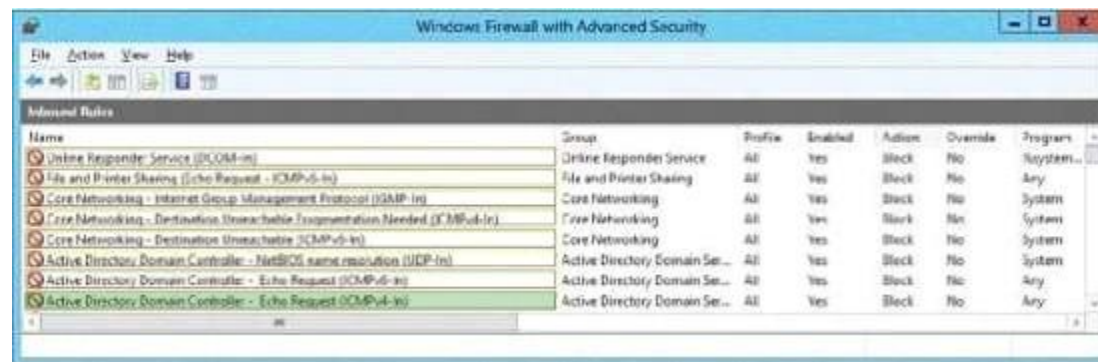 Windows Firewall with Advanced Security
File Action View Help
Inbound Rules
Name Group Profile Enabled Action Override Program
Online Responder Service (DCOM-In) Online Responder Service All Yes Block No %system...
File and Printer Sharing (Echo Request - ICMPv6-In) File and Printer Sharing All Yes Block No Any
Core Networking - Internet Group Management Protocol (IGMP-In) Core Networking All Yes Block No System
Core Networking - Destination Unreachable Fragmentation Needed (ICMPv4-In) Core Networking All Yes Block No System
Core Networking - Destination Unreachable (ICMPv6-In) Core Networking All Yes Block No System
Active Directory Domain Controller - NetBIOS name resolution (UDP-In) Active Directory Domain Ser... All Yes Block No System
Active Directory Domain Controller - Echo Request (ICMPv6-In) Active Directory Domain Ser... All Yes Block No Any
Active Directory Domain Controller - Echo Request (ICMPv4-In) Active Directory Domain Ser... All Yes Block No Any